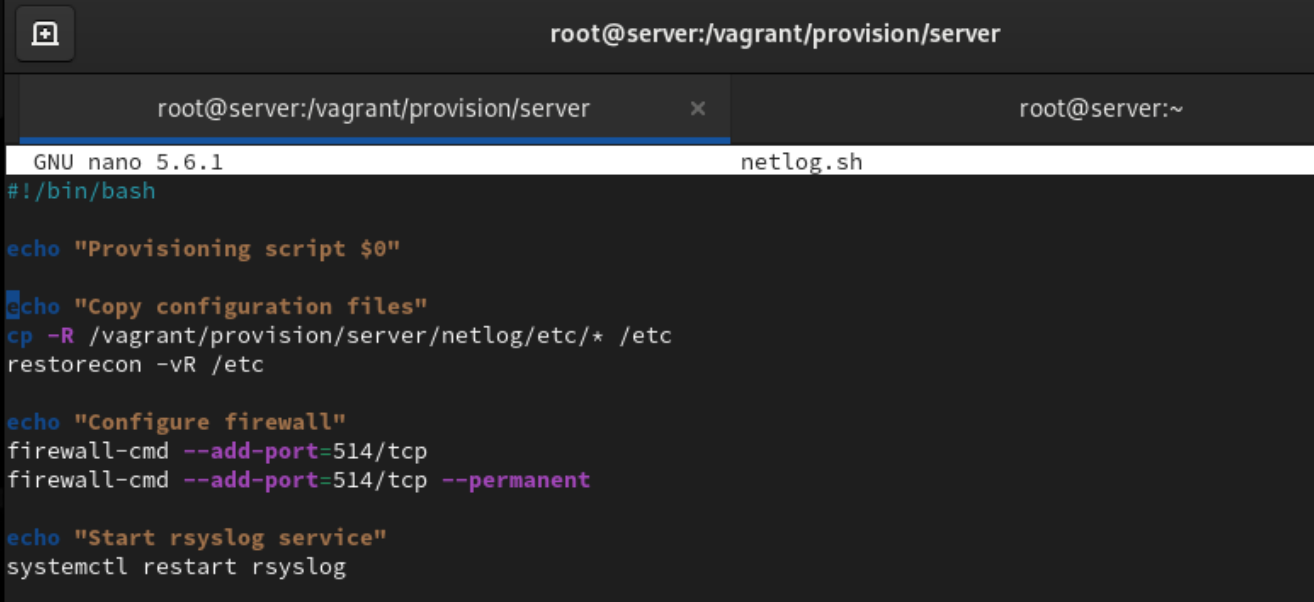 root@server:/vagrant/provision/server
root@server:/vagrant/provision/server × root@server:~
GNU nano 5.6.1 netlog.sh
#!/bin/bash
echo "Provisioning script $0"
echo "Copy configuration files"
cp -R /vagrant/provision/server/netlog/etc/* /etc
restorecon -vR /etc
echo "Configure firewall"
firewall-cmd --add-port=514/tcp
firewall-cmd --add-port=514/tcp --permanent
echo "Start rsyslog service"
systemctl restart rsyslog